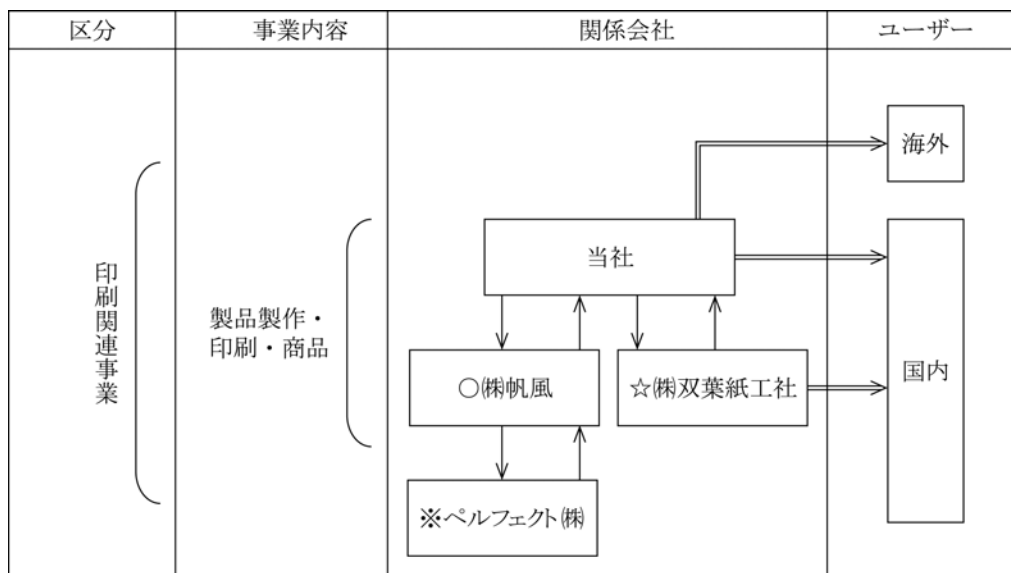 区分
事業内容
関係会社
ユーザー
印刷関連事業
製品製作・
印刷・商品
当社
○㈱帆風
☆㈱双葉紙工社
※ペルフェクト㈱
海外
国内